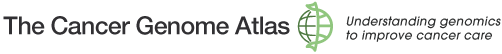 The Cancer Genome Atlas
Understanding genomics
to improve cancer care